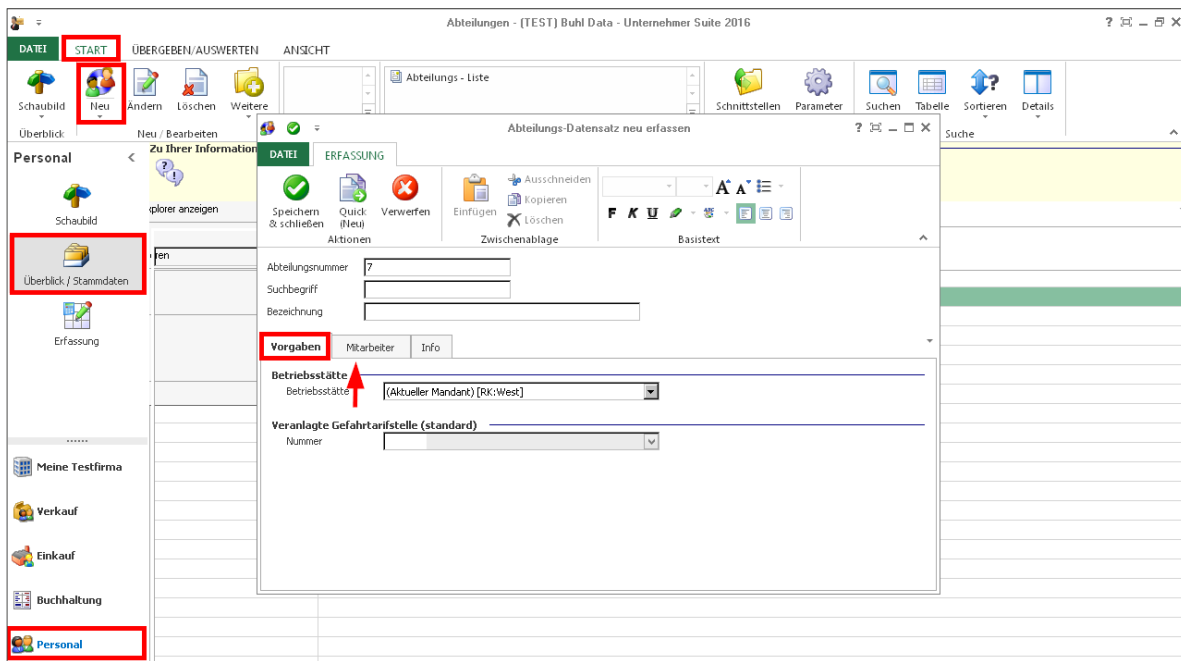 Abteilungen - (TEST) Buhl Data - Unternehmer Suite 2016
DATEI START ÜBERGEBEN/AUSWERTEN ANSICHT
Abteilungs - Liste
Schaubild Neu Ändern Löschen Weitere Schnittstellen Parameter Suchen Tabelle Sortieren Details
Überblick Neu / Bearbeiten Suche
Personal
Zu Ihrer Information
Schaubild
xplorer anzeigen
ren
Überblick / Stammdaten
Erfassung
Meine Testfirma
Verkauf
Einkauf
Buchhaltung
Personal
Abteilungs-Datensatz neu erfassen
DATEI ERFASSUNG
Speichern & schließen
Quick (Neu)
Verwerfen
Einfügen
Ausschneiden
Kopieren
Löschen
F K U
Aktionen Zwischenablage Basistext
Abteilungsnummer 7
Suchbegriff
Bezeichnung
Vorgaben Mitarbeiter Info
Betriebsstätte
Betriebsstätte (Aktueller Mandant) [RK:West]
Veranlagte Gefahrtarifstelle (standard)
Nummer